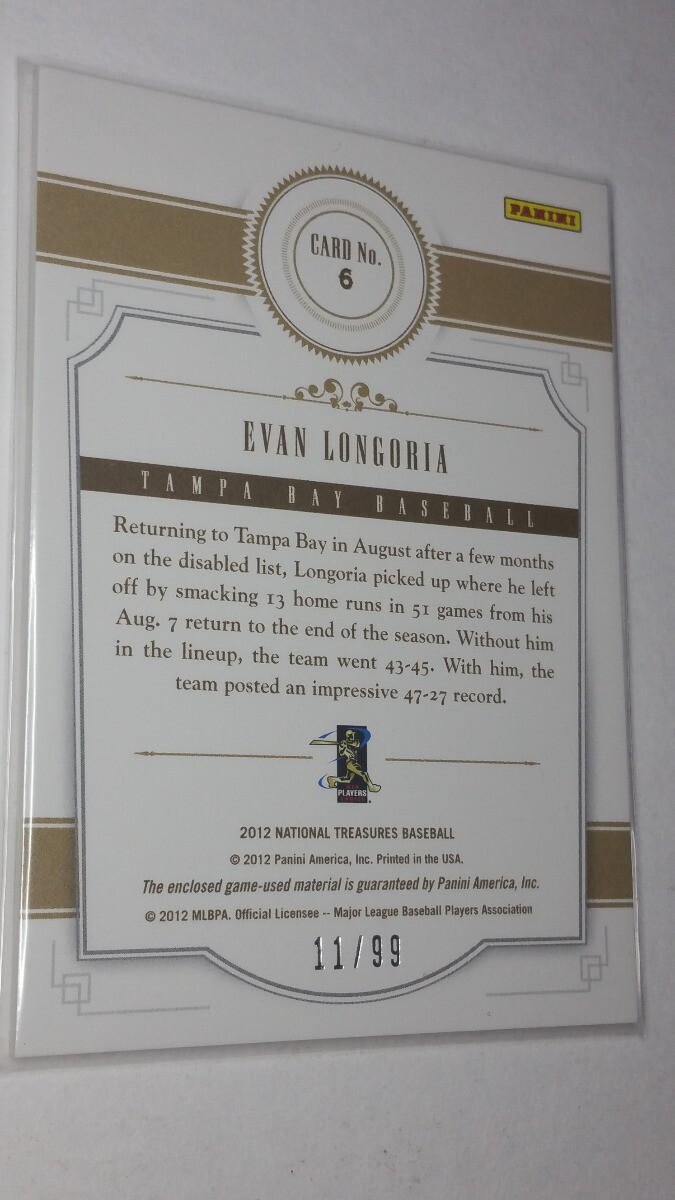 PANINI
CARD No.
6
EVAN LONGORIA
TAMPA BAY BASEBALL
Returning to Tampa Bay in August after a few months
on the disabled list, Longoria picked up where he left
off by smacking 13 home runs in 51 games from his
Aug. 7 return to the end of the season. Without him
in the lineup, the team went 43-45. With him, the
team posted an impressive 47-27 record.
PLAYERS
2012 NATIONAL TREASURES BASEBALL
© 2012 Panini America, Inc. Printed in the USA.
The enclosed game-used material is guaranteed by Panini America, Inc.
© 2012 MLBPA. Official Licensee -- Major League Baseball Players Association
11/99